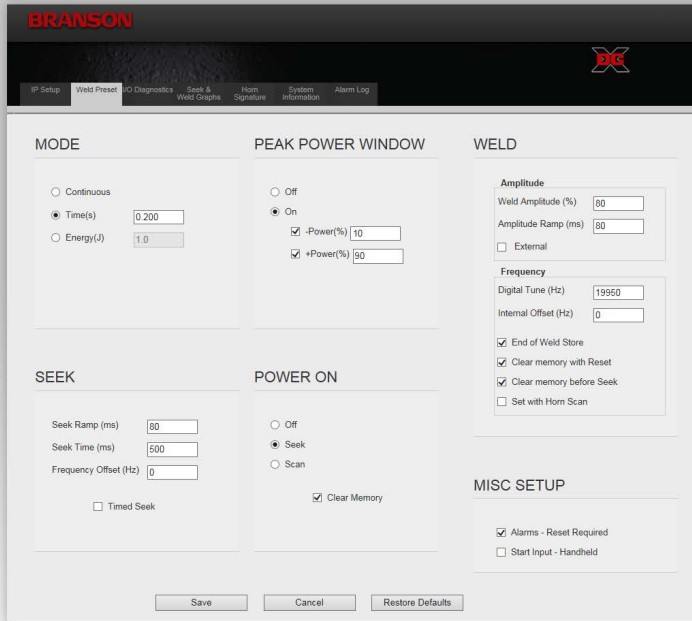 BRANSON
DG
IP Setup
Weld Preset
I/O Diagnostics
Seek &
Weld Graphs
Horn
Signature
System
Information
Alarm Log
MODE
Continuous
Time(s) 0.200
Energy(J) 1.0
PEAK POWER WINDOW
Off
On
-Power(%) 10
+Power(%) 90
WELD
Amplitude
Weld Amplitude (%) 80
Amplitude Ramp (ms) 80
External
Frequency
Digital Tune (Hz) 19950
Internal Offset (Hz) 0
End of Weld Store
Clear memory with Reset
Clear memory before Seek
Set with Horn Scan
SEEK
Seek Ramp (ms) 80
Seek Time (ms) 500
Frequency Offset (Hz) 0
Timed Seek
POWER ON
Off
Seek
Scan
Clear Memory
MISC SETUP
Alarms - Reset Required
Start Input - Handheld
Save
Cancel
Restore Defaults